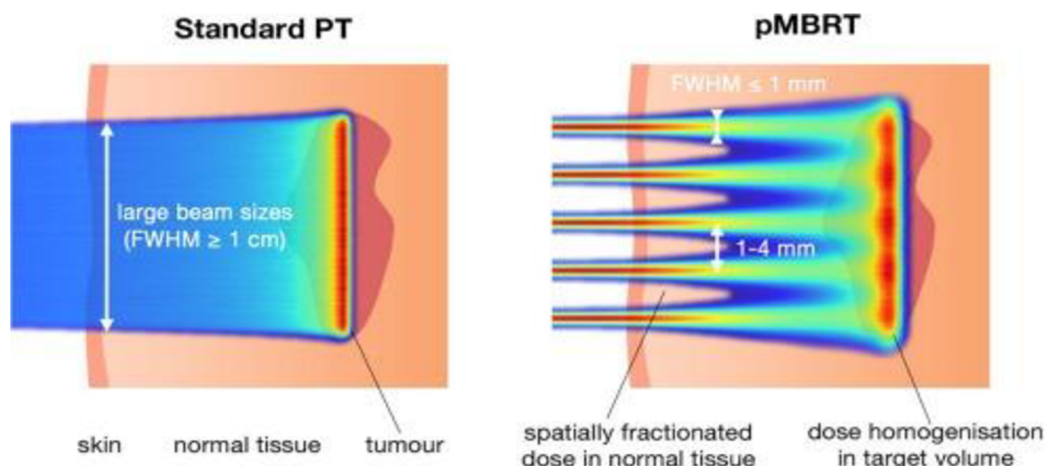 Standard PT
large beam sizes
(FWHM ≥ 1 cm)
skin
normal tissue
tumour
pMBRT
FWHM ≤ 1 mm
1-4 mm
spatially fractionated
dose in normal tissue
dose homogenisation
in target volume